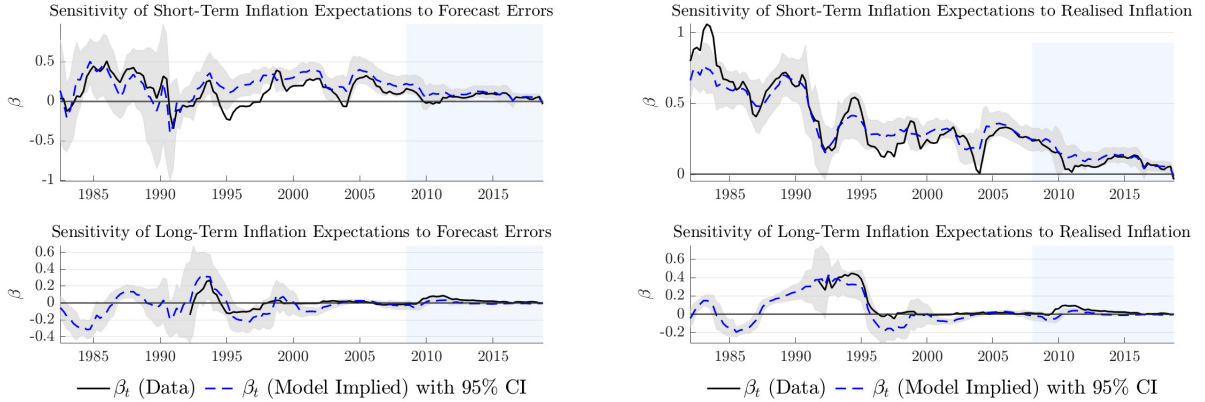 Sensitivity of Short-Term Inflation Expectations to Forecast Errors
0.5
0
-0.5
-1
β
1985 1990 1995 2000 2005 2010 2015
Sensitivity of Short-Term Inflation Expectations to Realised Inflation
1
0.5
0
β
1985 1990 1995 2000 2005 2010 2015
Sensitivity of Long-Term Inflation Expectations to Forecast Errors
0.6
0.4
0.2
0
-0.2
-0.4
β
1985 1990 1995 2000 2005 2010 2015
Sensitivity of Long-Term Inflation Expectations to Realised Inflation
0.6
0.4
0.2
0
-0.2
β
1985 1990 1995 2000 2005 2010 2015
βt (Data) βt (Model Implied) with 95% CI
βt (Data) βt (Model Implied) with 95% CI